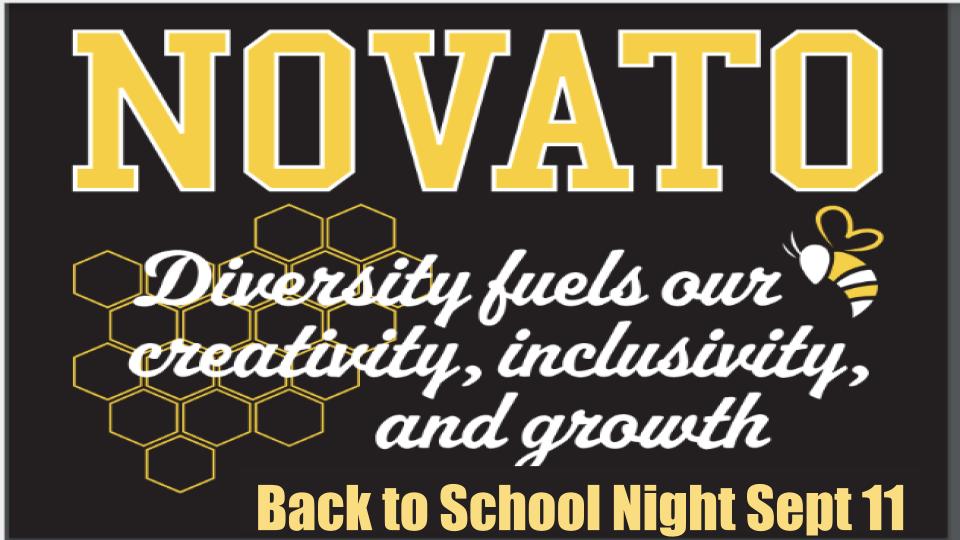 NOVATO
Diversity fuels our
creativity, inclusivity,
and growth
Back to School Night Sept 11